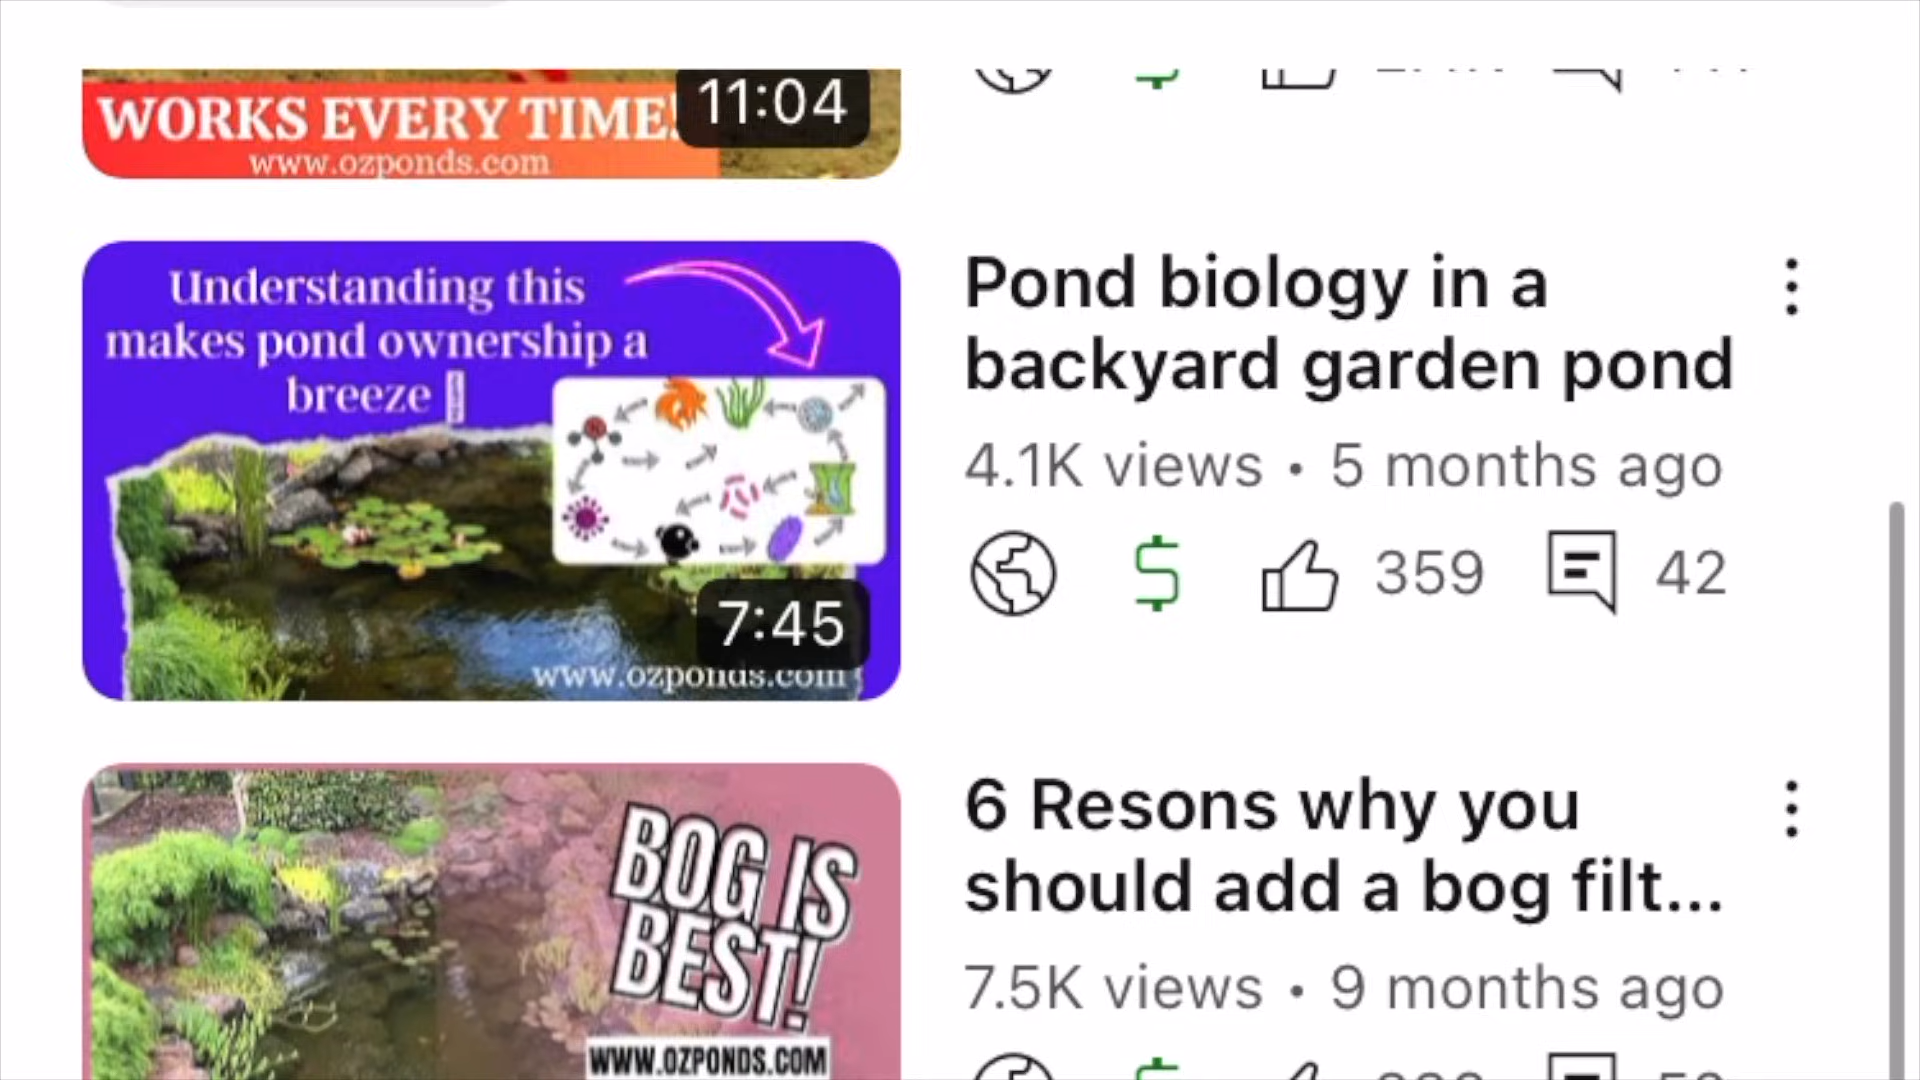 WORKS EVERY TIME!
11:04
www.ozponds.com
Understanding this
makes pond ownership a
breeze
7:45
www.ozponds.com
Pond biology in a
backyard garden pond
4.1K views • 5 months ago
359
42
BOG IS
BEST!
WWW.OZPONDS.COM
6 Resons why you
should add a bog filt...
7.5K views • 9 months ago